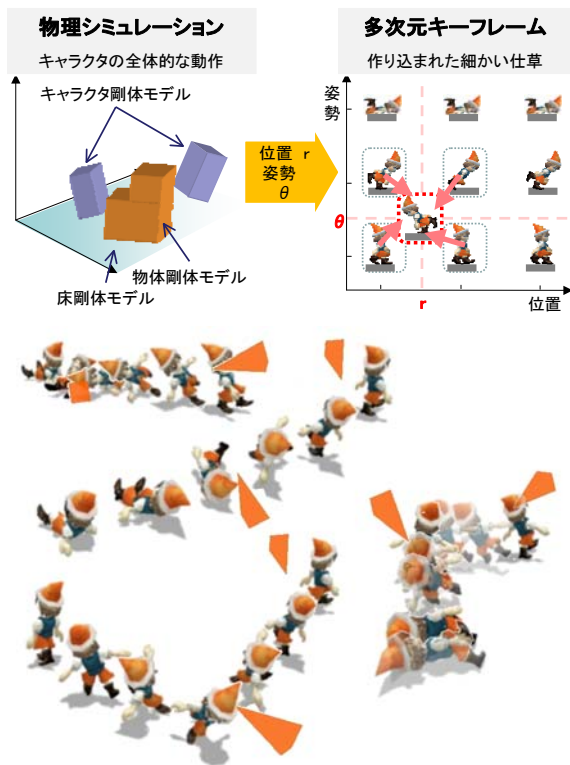 物理シミュレーション
キャラクタの全体的な動作
キャラクタ剛体モデル
物体剛体モデル
床剛体モデル
位置 r
姿勢
θ
多次元キーフレーム
作り込まれた細かい仕草
姿勢
θ
r
位置